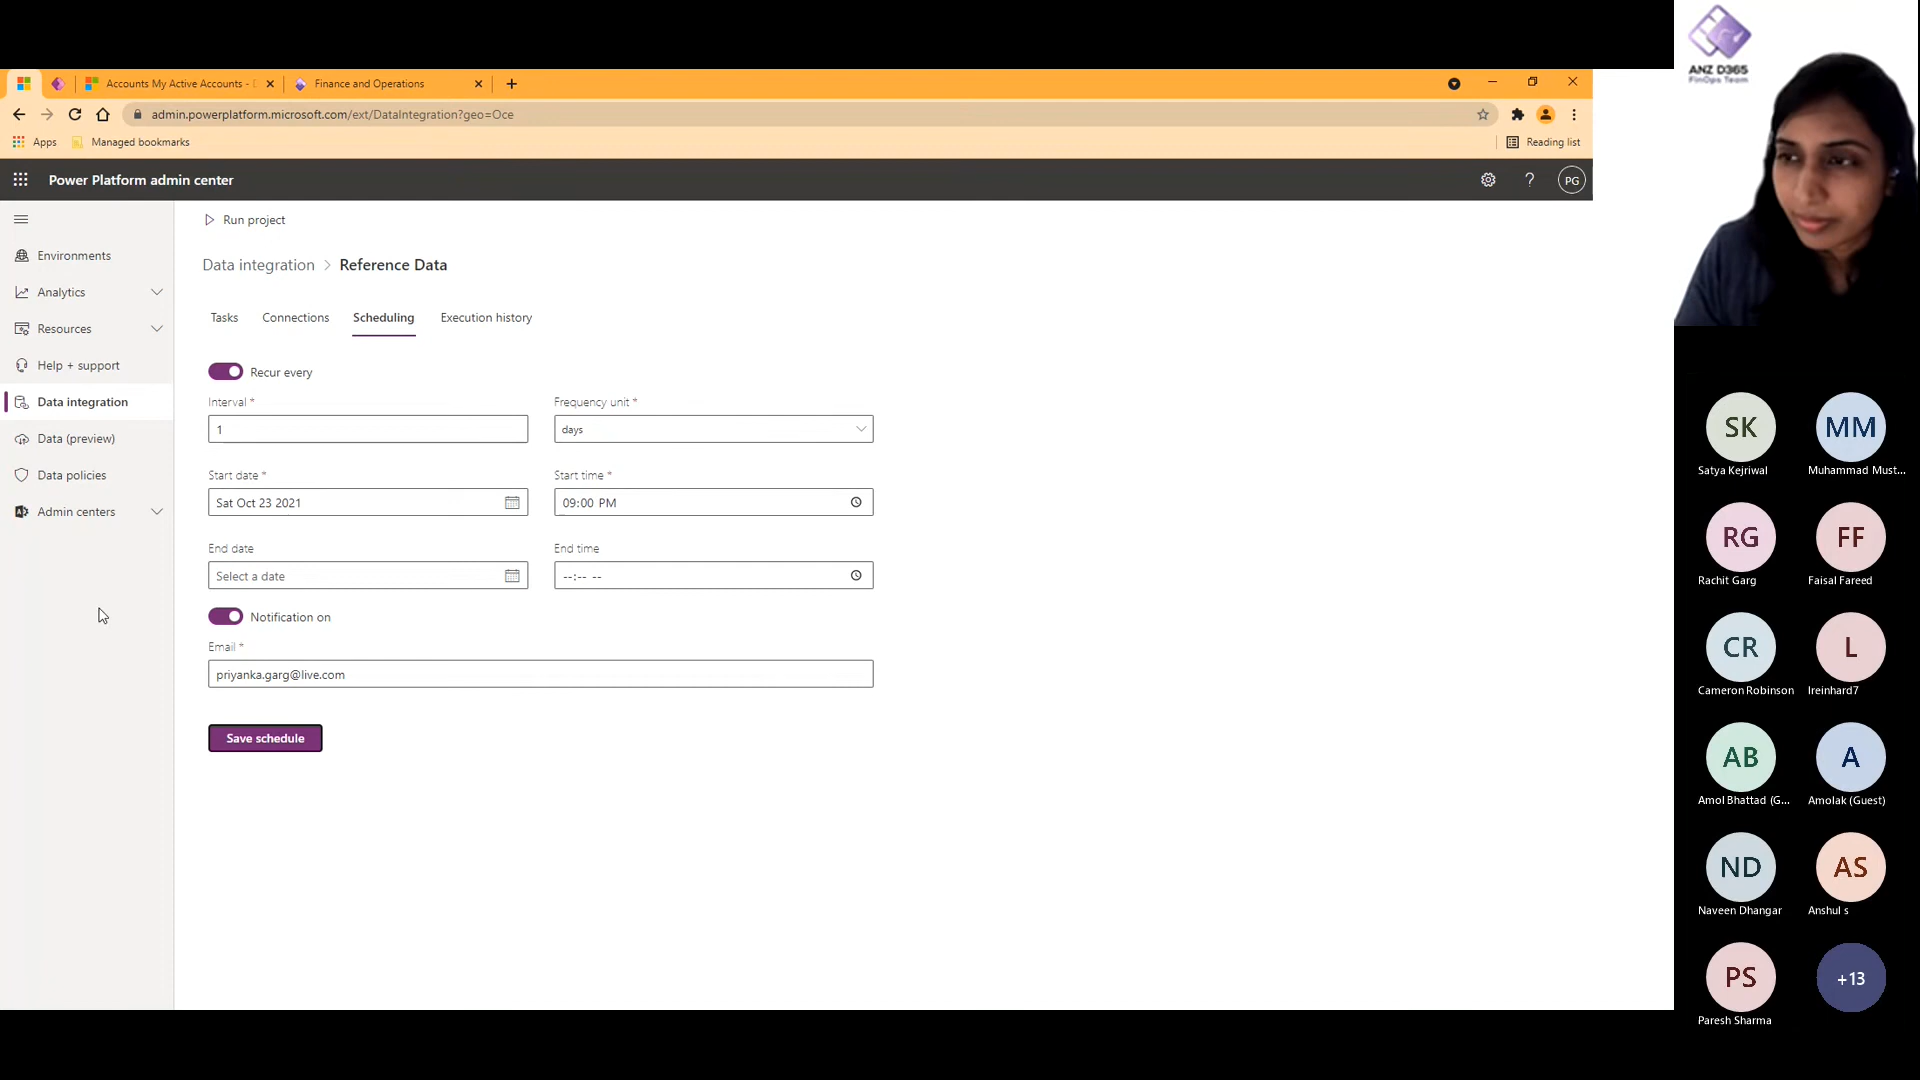 ANZ D365
FinOps Team
Accounts My Active Accounts -
Finance and Operations
admin.powerplatform.microsoft.com/ext/DataIntegration?geo=Oce
Apps
Managed bookmarks
Reading list
Power Platform admin center
?
PG
Run project
Environments
Analytics
Resources
Help + support
Data integration
Data (preview)
Data policies
Admin centers
Data integration > Reference Data
Tasks
Connections
Scheduling
Execution history
Recur every
Interval *
Frequency unit *
1
days
Start date *
Start time *
Sat Oct 23 2021
09:00 PM
End date
End time
Select a date
--:-- --
Notification on
Email *
priyanka.garg@live.com
Save schedule
SK
Satya Kejriwal
MM
Muhammad Must...
RG
Rachit Garg
FF
Faisal Fareed
CR
Cameron Robinson
L
lreinhard7
AB
Amol Bhattad (G...
A
Amolak (Guest)
ND
Naveen Dhangar
AS
Anshul s
PS
Paresh Sharma
+13